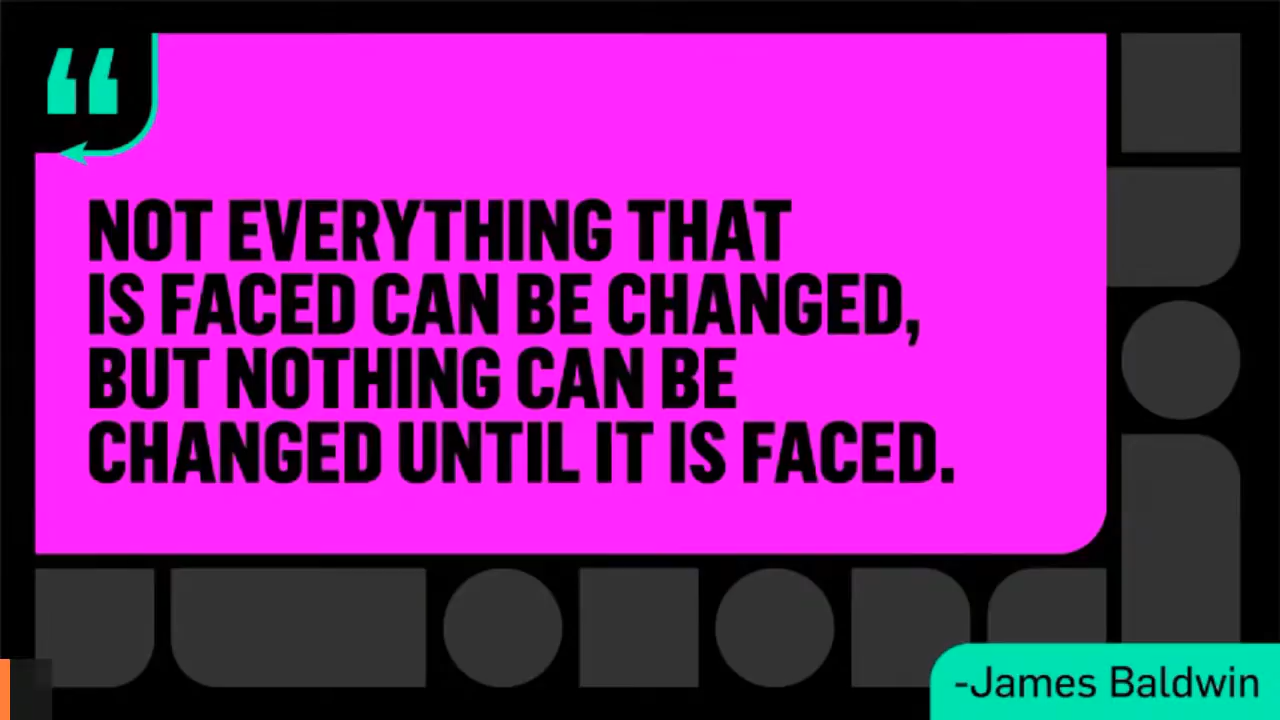 “
NOT EVERYTHING THAT
IS FACED CAN BE CHANGED,
BUT NOTHING CAN BE
CHANGED UNTIL IT IS FACED.
-James Baldwin